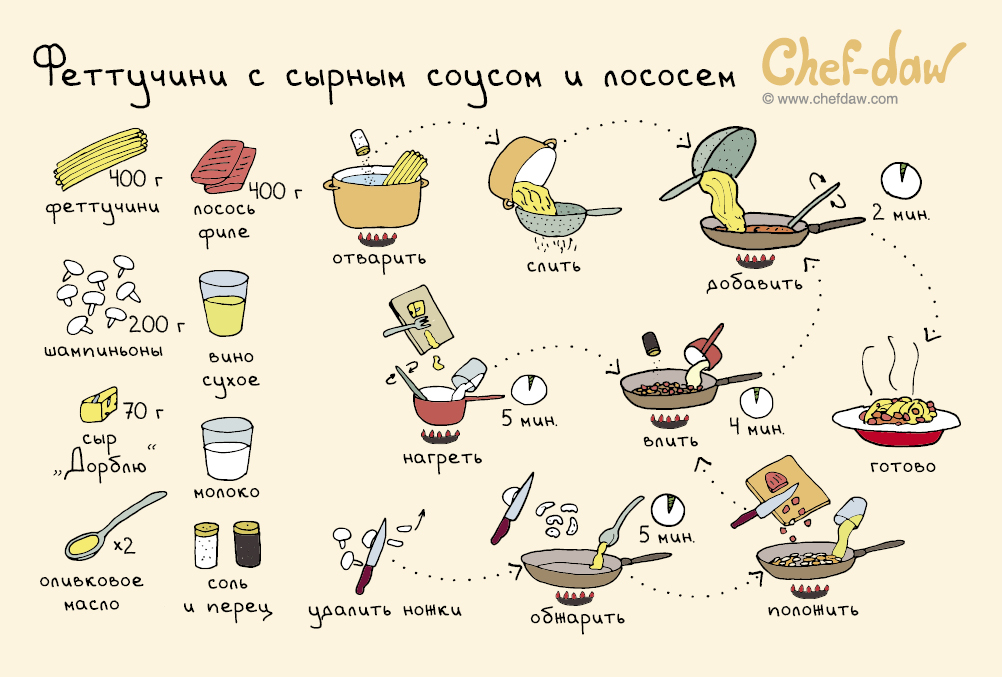 Феттучини с сырным соусом и лососем
Chef-daw
© www.chefdaw.com
400 г
феттучини
400 г
лосось
филе
200 г
шампиньоны
вино
сухое
70 г
сыр
„Дорблю“
молоко
x2
оливковое
масло
соль
и перец
отварить
слить
добавить
2 мин.
нагреть
5 мин.
влить
4 мин.
готово
удалить ножки
обжарить
5 мин.
положить